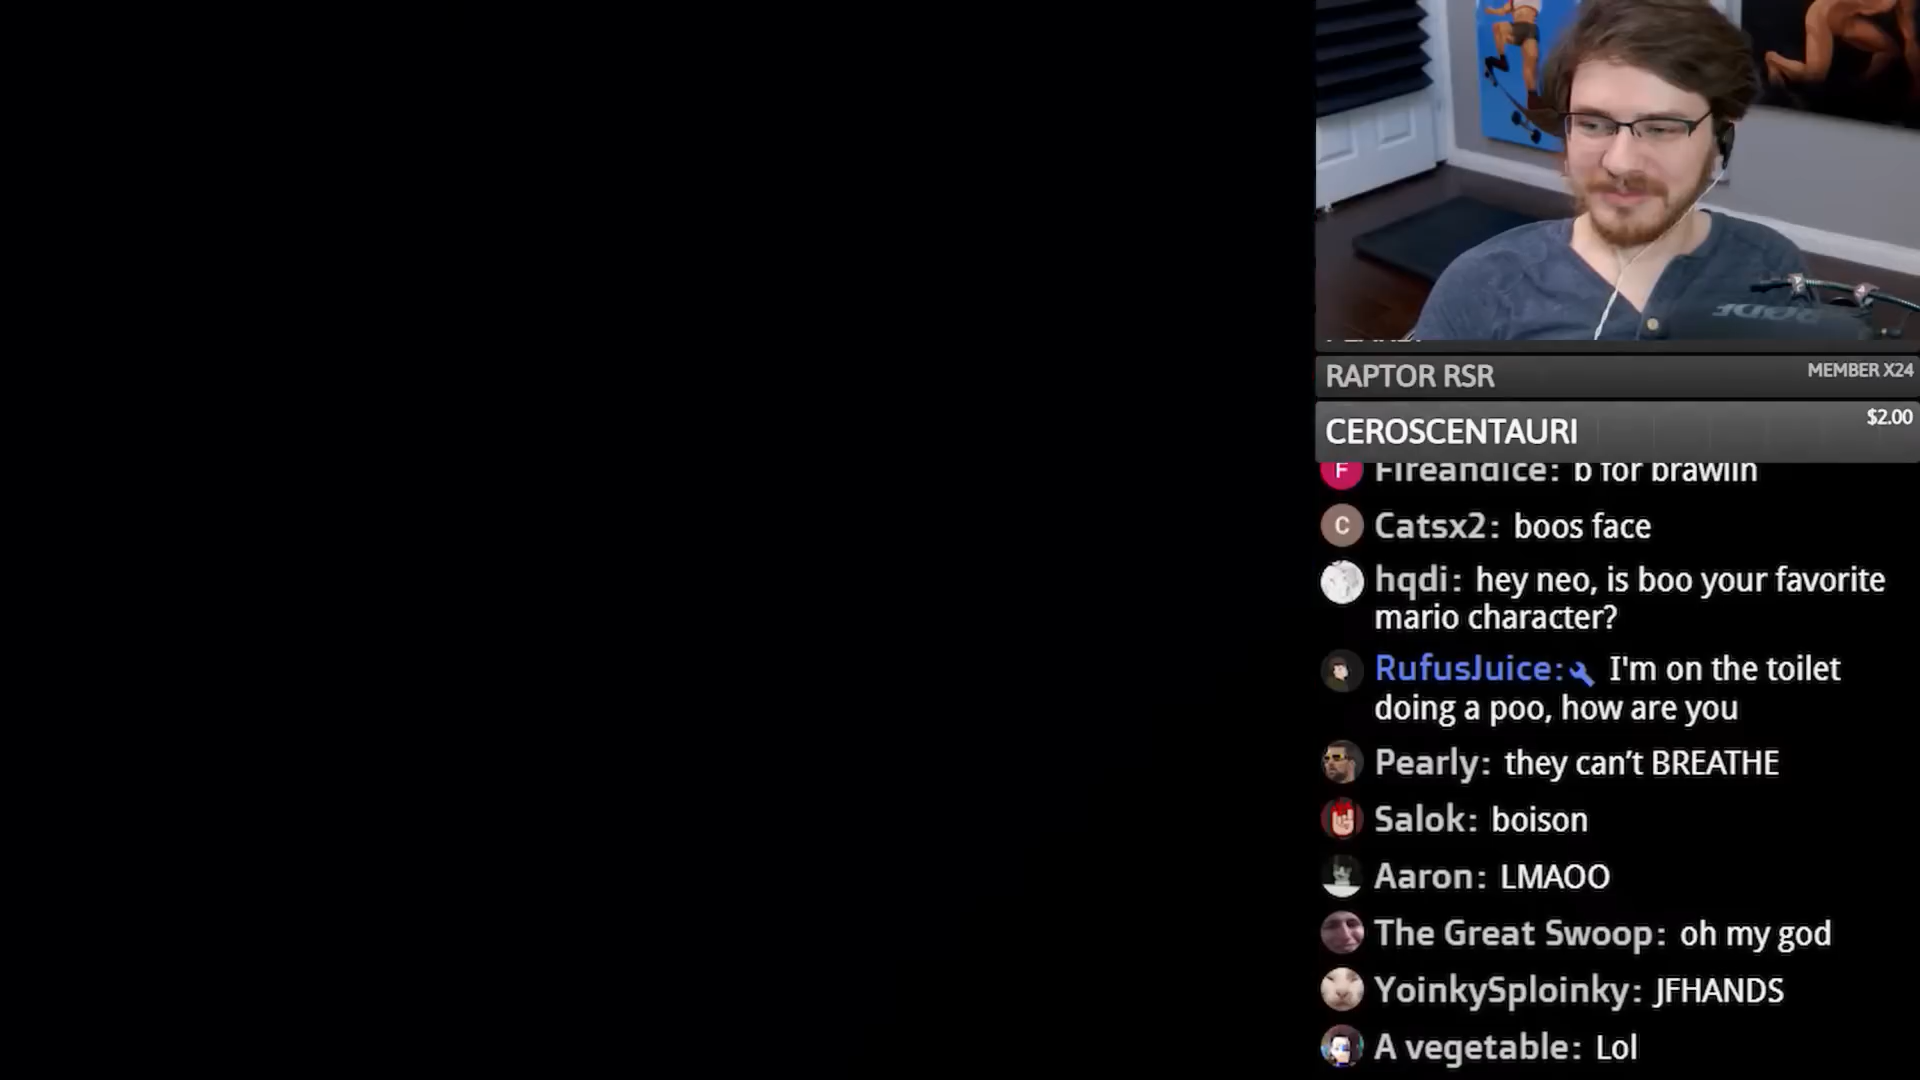 RAPTOR RSR MEMBER X24
CEROSCENTAURI $2.00
F Fireandice: b for brawlin
C Catsx2: boos face
hqdi: hey neo, is boo your favorite
mario character?
RufusJuice: I'm on the toilet
doing a poo, how are you
Pearly: they can't BREATHE
Salok: boison
Aaron: LMAOO
The Great Swoop: oh my god
YoinkySploinky: JFHANDS
A vegetable: Lol
RODE